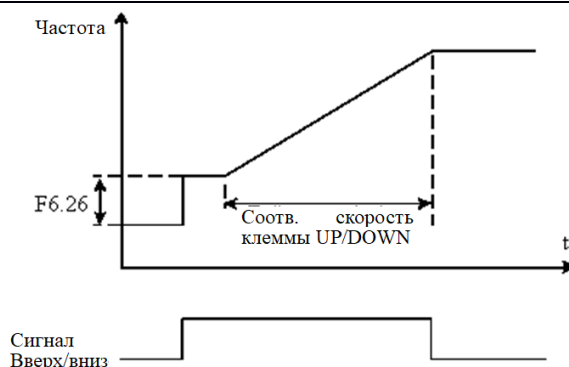 Частота
F6.26
Соотв. скорость
клеммы UP/DOWN
t
Сигнал
Вверх/вниз